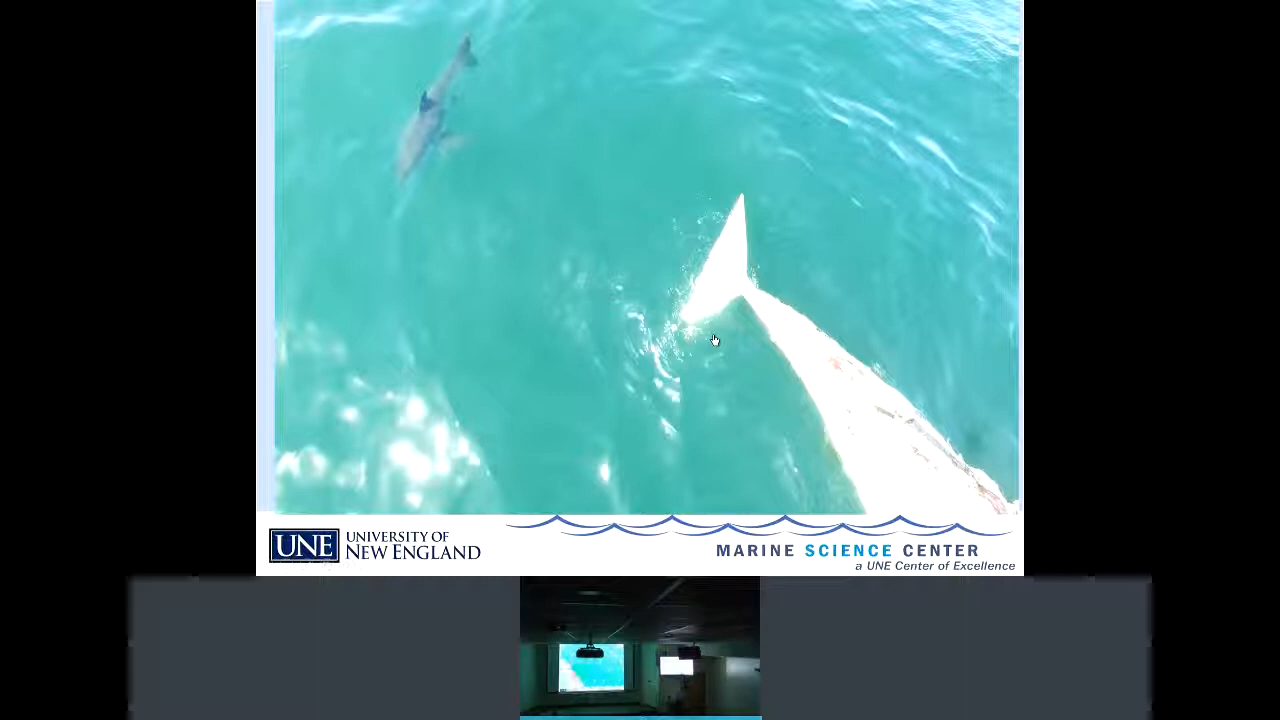 UNE
UNIVERSITY OF
NEW ENGLAND
MARINE SCIENCE CENTER
a UNE Center of Excellence